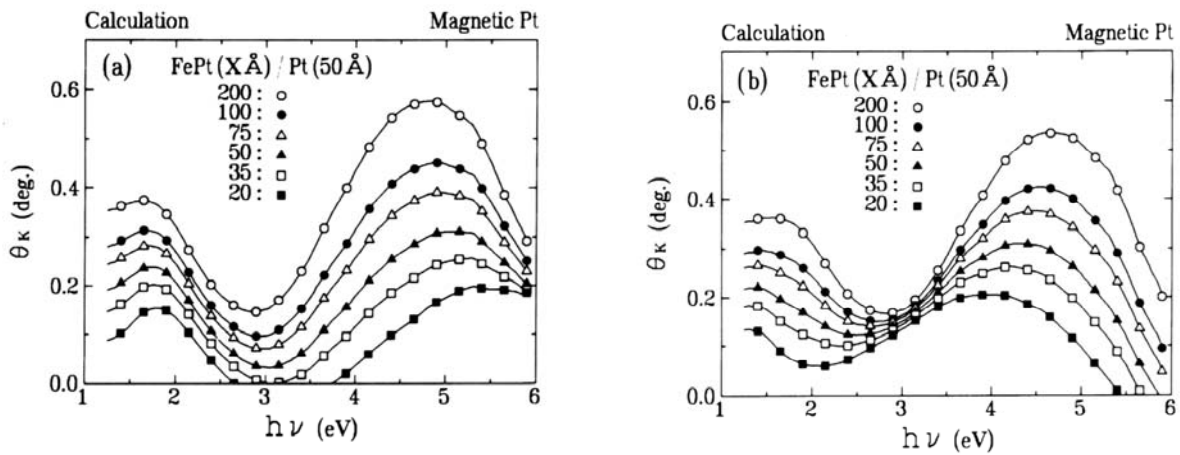 Calculation Magnetic Pt
(a) FePt (X Å) / Pt (50 Å)
200 :
100 :
75 :
50 :
35 :
20 :
0.6
0.4
0.2
0.0
θK (deg.)
1 2 3 4 5 6
hν (eV)
Calculation Magnetic Pt
(b) FePt (X Å) / Pt (50 Å)
200 :
100 :
75 :
50 :
35 :
20 :
0.6
0.4
0.2
0.0
θK (deg.)
1 2 3 4 5 6
hν (eV)